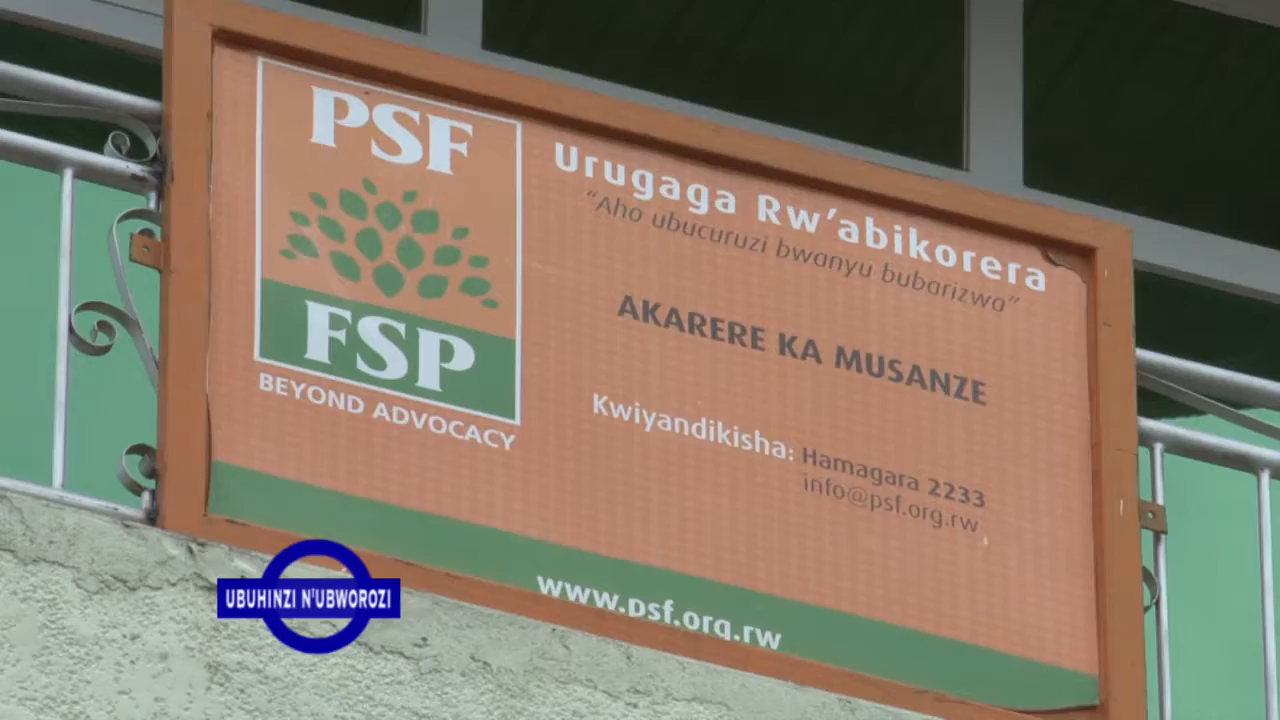 PSF
FSP
BEYOND ADVOCACY
Urugaga Rw'abikorera
"Aho ubucuruzi bwanyu bubarizwa"
AKARERE KA MUSANZE
Kwiyandikisha: Hamagara 2233
info@psf.org.rw
www.psf.org.rw
UBUHINZI N'UBWOROZI